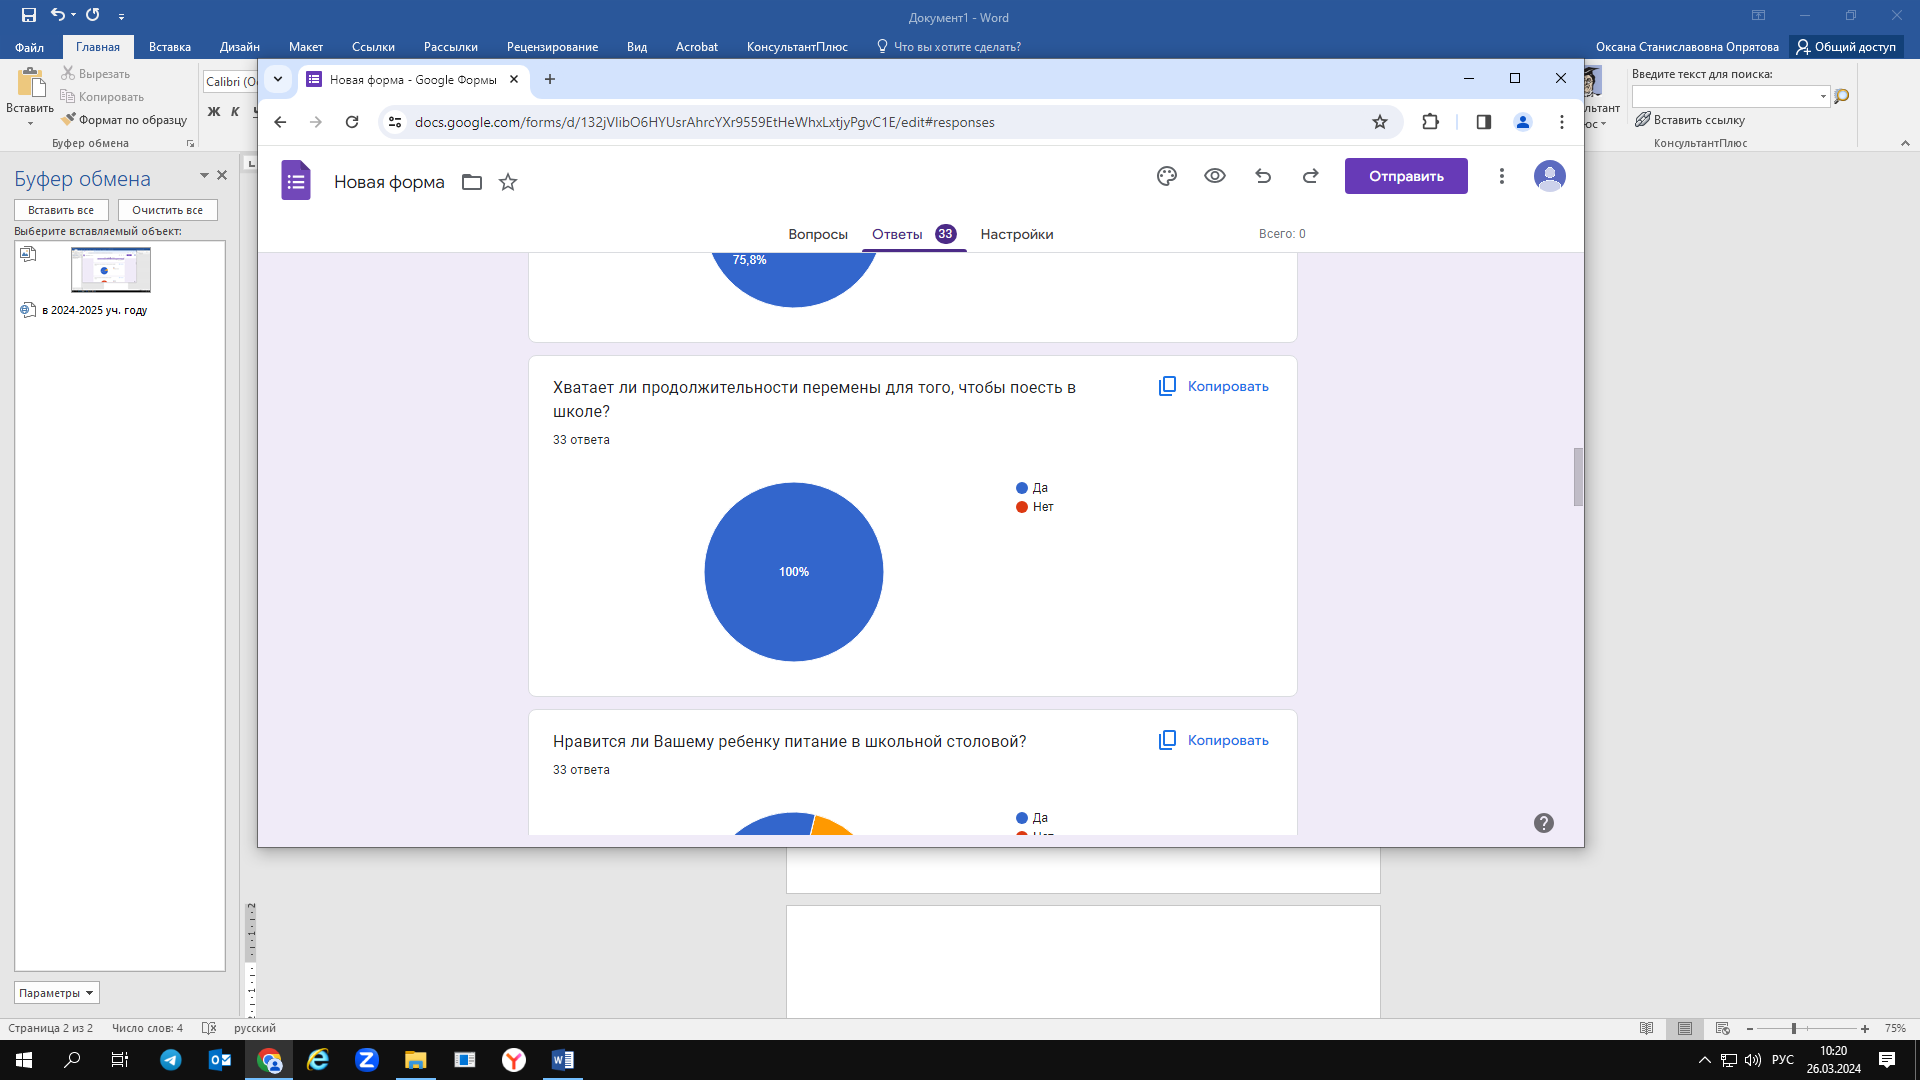 Документ1 - Word
Файл
Главная
Вставка
Дизайн
Макет
Ссылки
Рассылки
Рецензирование
Вид
Acrobat
КонсультантПлюс
Что вы хотите сделать?
Оксана Станиславовна Опрятова
Общий доступ
Вставить
Вырезать
Копировать
Формат по образцу
Буфер обмена
Calibri (О
Ж К
Введите текст для поиска:
Вставить ссылку
КонсультантПлюс
Новая форма - Google Формы
docs.google.com/forms/d/132jVlibO6HYUsrAhrcYXr9559EtHeWhxLxtjyPgvC1E/edit#responses
Новая форма
Отправить
Вопросы
Ответы 33
Настройки
Всего: 0
75,8%
Хватает ли продолжительности перемены для того, чтобы поесть в
школе?
Копировать
33 ответа
Да
Нет
100%
Нравится ли Вашему ребенку питание в школьной столовой?
Копировать
33 ответа
Да
Буфер обмена
Вставить все
Очистить все
Выберите вставляемый объект:
в 2024-2025 уч. году
Параметры
Страница 2 из 2
Число слов: 4
русский
75%
РУС
10:20
26.03.2024